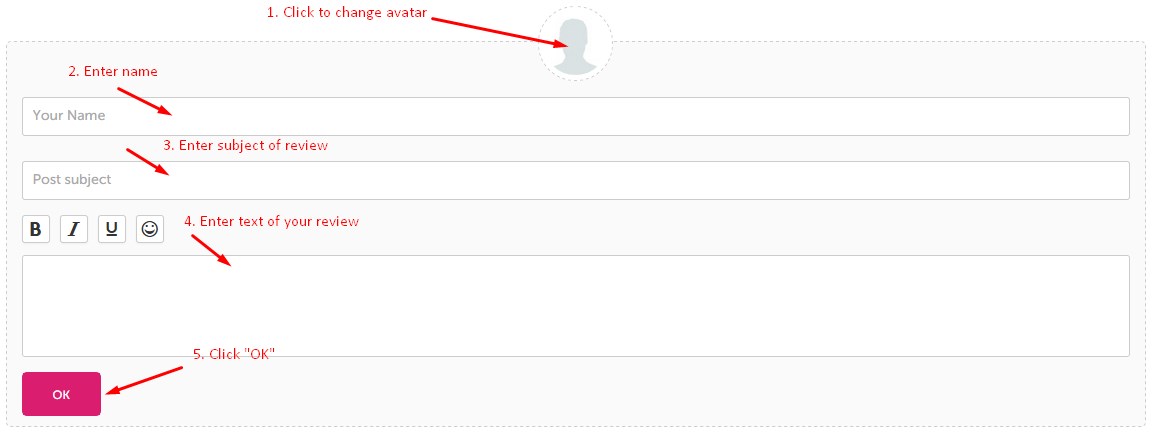 1. Click to change avatar
2. Enter name
Your Name
3. Enter subject of review
Post subject
B I U
4. Enter text of your review
5. Click "OK"
OK